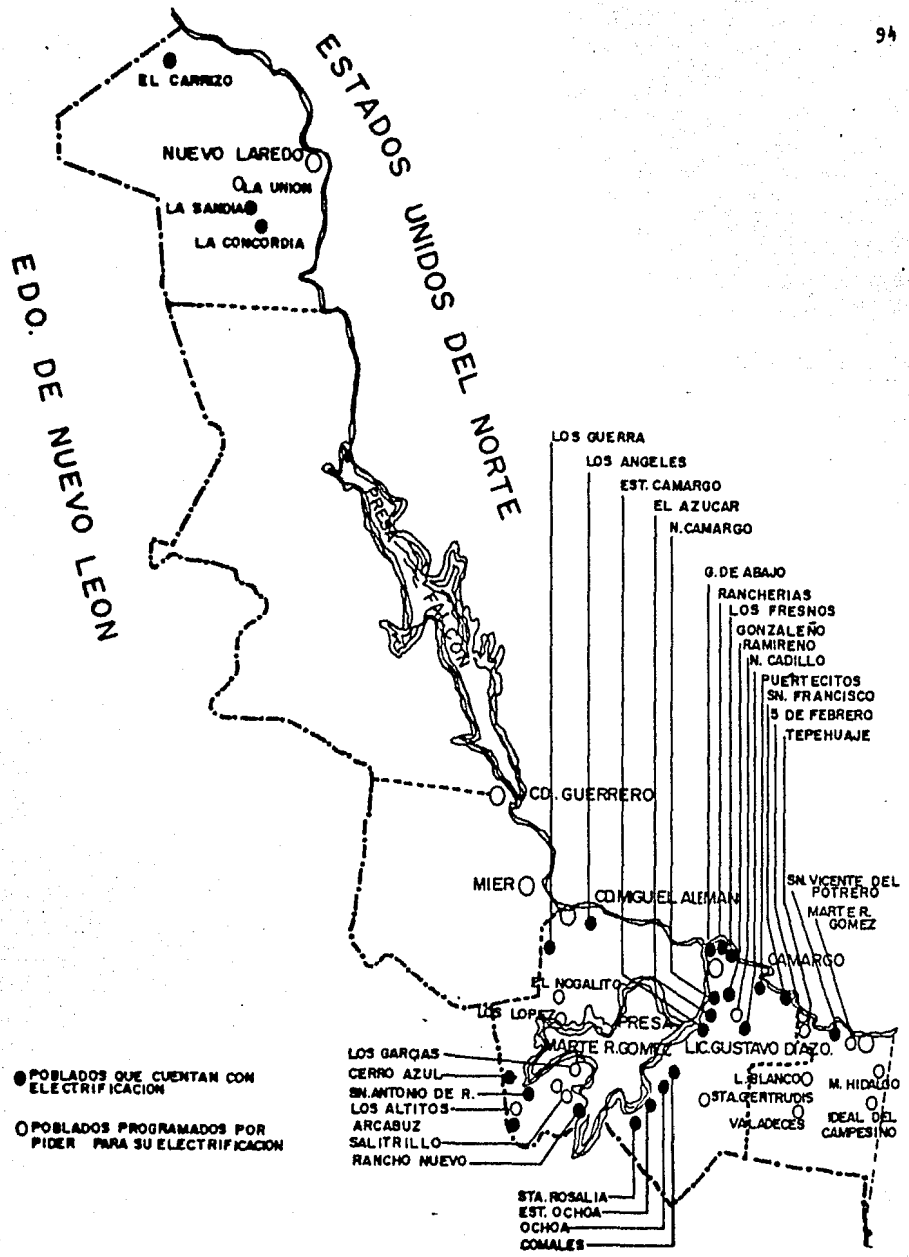 94
EL CARRIZO
NUEVO LAREDO
LA UNION
LA SANDIA
LA CONCORDIA
ESTADOS UNIDOS DEL NORTE
EDO. DE NUEVO LEON
PRESA FALCON
LOS GUERRA
LOS ANGELES
EST. CAMARGO
EL AZUCAR
N. CAMARGO
G. DE ABAJO
RANCHERIAS
LOS FRESNOS
GONZALEÑO
RAMIRENO
N. CADILLO
PUERTECITOS
SN. FRANCISCO
5 DE FEBRERO
TEPEHUAJE
CD. GUERRERO
MIER
CD. MIGUEL ALEMAN
SN. VICENTE DEL
POTRERO
MARTE R.
GOMEZ
CAMARGO
EL NOGALITO
LOS LOPEZ
PRESA
MARTE R. GOMEZ
LIC. GUSTAVO DIAZ O.
LOS GARCIAS
CERRO AZUL
SN. ANTONIO DE R.
LOS ALTITOS
ARCABUZ
SALITRILLO
RANCHO NUEVO
L. BLANCO
STA. GERTRUDIS
VALADECES
M. HIDALGO
IDEAL DEL
CAMPESINO
POBLADOS QUE CUENTAN CON
ELECTRIFICACION
POBLADOS PROGRAMADOS POR
PIDER PARA SU ELECTRIFICACION
STA. ROSALIA
EST. OCHOA
OCHOA
COMALES